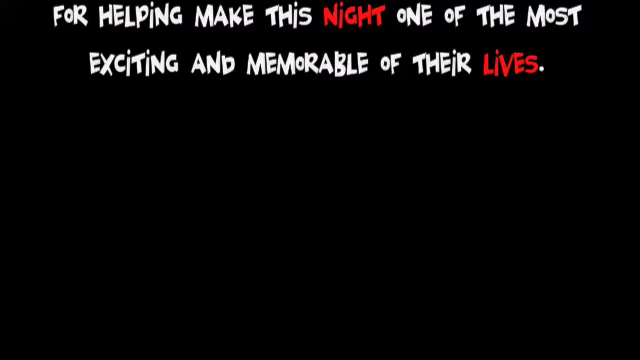 FOR HELPING MAKE THIS NIGHT ONE OF THE MOST
EXCITING AND MEMORABLE OF THEIR LIVES.